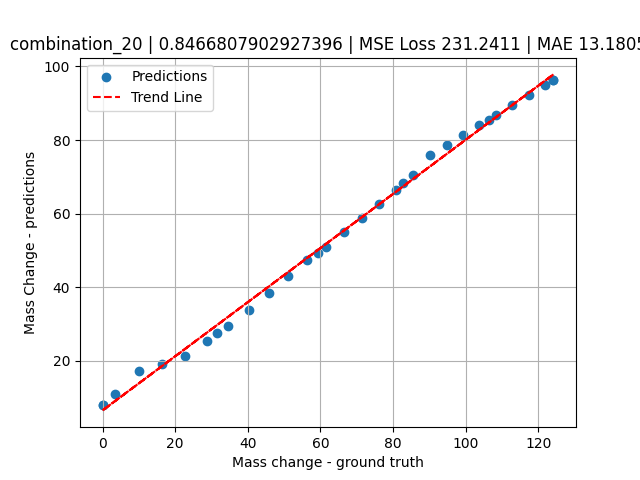 combination_20 | 0.8466807902927396 | MSE Loss 231.2411 | MAE 13.180
Predictions
Trend Line
Mass Change - predictions
100
80
60
40
20
0 20 40 60 80 100 120
Mass change - ground truth